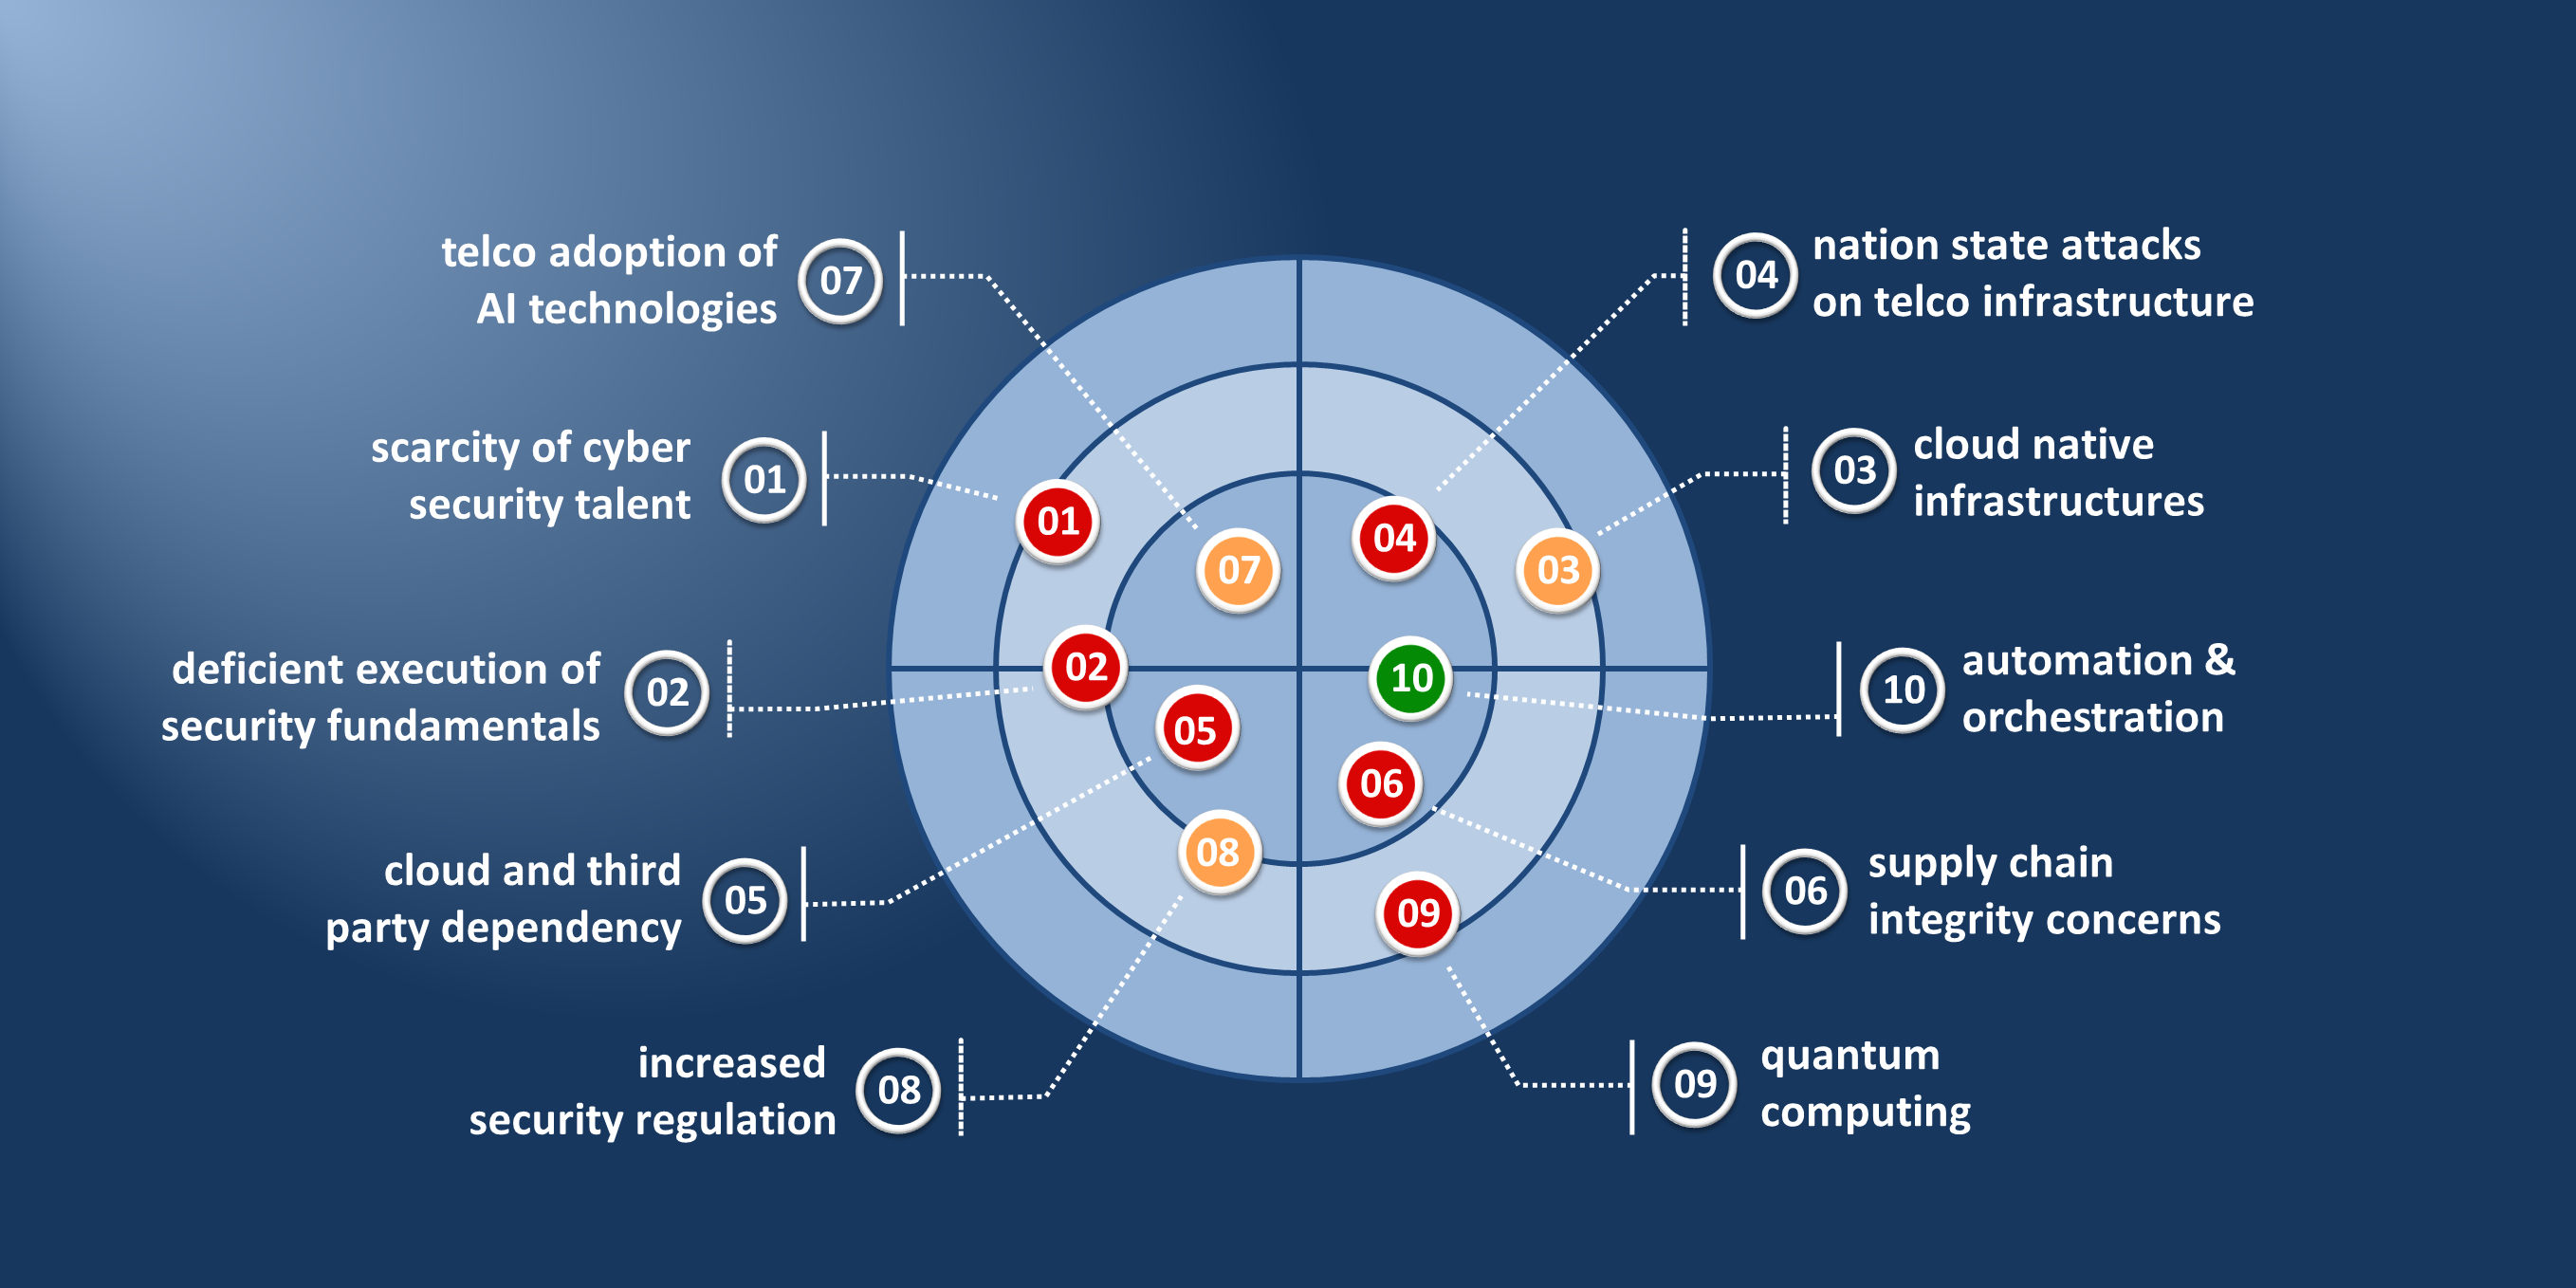 telco adoption of
AI technologies
07
scarcity of cyber
security talent
01
deficient execution of
security fundamentals
02
cloud and third
party dependency
05
increased
security regulation
08
01
07
04
03
02
10
05
06
08
09
04
nation state attacks
on telco infrastructure
03
cloud native
infrastructures
10
automation &
orchestration
06
supply chain
integrity concerns
09
quantum
computing